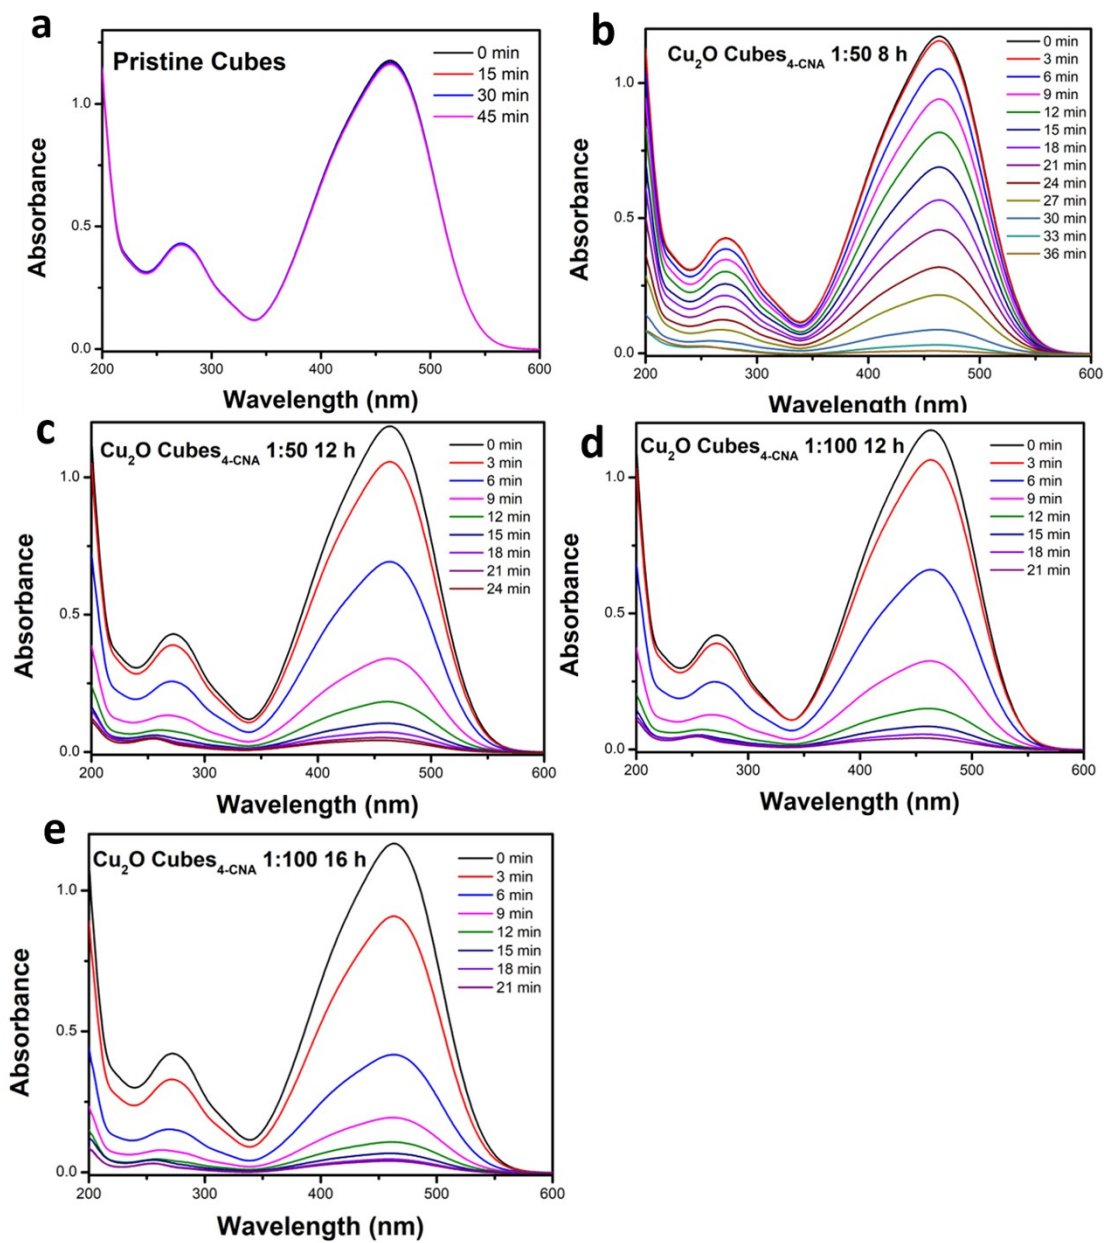 a
Pristine Cubes
0 min
15 min
30 min
45 min
1.0
0.5
0.0
200
300
400
500
600
Absorbance
Wavelength (nm)
b
Cu2O Cubes4-CNA 1:50 8 h
0 min
3 min
6 min
9 min
12 min
15 min
18 min
21 min
24 min
27 min
30 min
33 min
36 min
1.0
0.5
0.0
200
300
400
500
600
Absorbance
Wavelength (nm)
c
Cu2O Cubes4-CNA 1:50 12 h
0 min
3 min
6 min
9 min
12 min
15 min
18 min
21 min
24 min
1.0
0.5
0.0
200
300
400
500
600
Absorbance
Wavelength (nm)
d
Cu2O Cubes4-CNA 1:100 12 h
0 min
3 min
6 min
9 min
12 min
15 min
18 min
21 min
1.0
0.5
0.0
200
300
400
500
600
Absorbance
Wavelength (nm)
e
Cu2O Cubes4-CNA 1:100 16 h
0 min
3 min
6 min
9 min
12 min
15 min
18 min
21 min
1.0
0.5
0.0
200
300
400
500
600
Absorbance
Wavelength (nm)